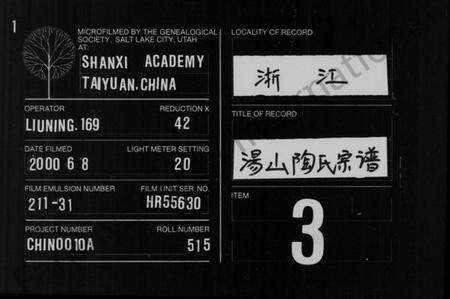 1
MICROFILMED BY THE GENEALOGICAL
SOCIETY, SALT LAKE CITY, UTAH
AT:
SHANXI ACADEMY
TAIYUAN, CHINA
OPERATOR REDUCTION X
LIUNING. 169 42
DATE FILMED LIGHT METER SETTING
2000 6 8 20
FILM EMULSION NUMBER FILM UNIT SER. NO.
211-31 HR55630
PROJECT NUMBER ROLL NUMBER
CHIN0010A 515
LOCALITY OF RECORD
浙 江
TITLE OF RECORD
湯山陶氏宗谱
ITEM
3